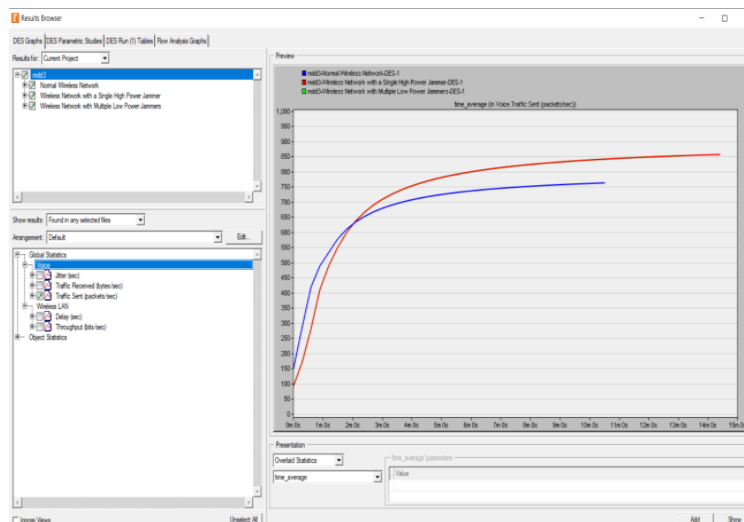 Results Browser
DES Graphs DES Parametric Studies DES Run (1) Tables Flow Analysis Graphs
Results for: Current Project
mdd3
Normal Wireless Network
Wireless Network with a Single High Power Jammer
Wireless Network with Multiple Low Power Jammers
Show results: Found in any selected files
Arrangement: Default Edit...
Global Statistics
Voice
Jitter (sec)
Traffic Received (bytes/sec)
Traffic Sent (packets/sec)
Wireless LAN
Delay (sec)
Throughput (bits/sec)
Object Statistics
Ignore Views Unselect All
Preview
mdd3-Normal Wireless Network-DES-1
mdd3-Wireless Network with a Single High Power Jammer-DES-1
mdd3-Wireless Network with Multiple Low Power Jammers-DES-1
time_average (in Voice.Traffic Sent (packets/sec))
1,000
950
900
850
800
750
700
650
600
550
500
450
400
350
300
250
200
150
100
50
0
0m 0s 1m 0s 2m 0s 3m 0s 4m 0s 5m 0s 6m 0s 7m 0s 8m 0s 9m 0s 10m 0s 11m 0s 12m 0s 13m 0s 14m 0s 15m 0s
Presentation
Overlaid Statistics
time_average
'time_average' parameters
Value
Add Show